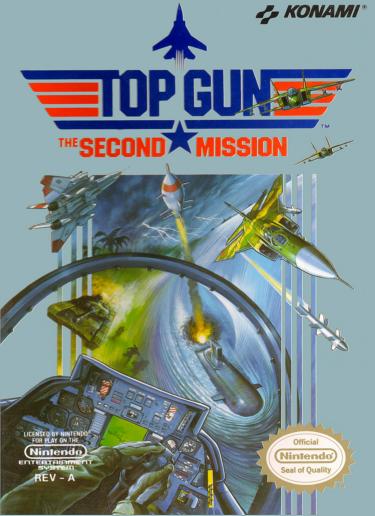 KONAMI®
TOP GUN
™
THE SECOND MISSION
LICENSED BY NINTENDO
FOR PLAY ON THE
Nintendo
ENTERTAINMENT
SYSTEM
REV - A
Official
Nintendo
Seal of Quality